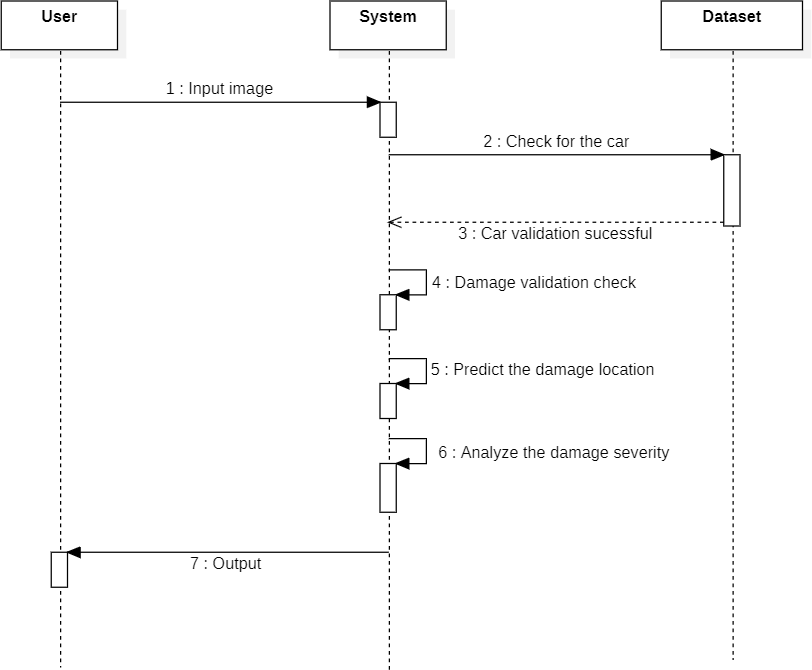 User
System
Dataset
1 : Input image
2 : Check for the car
3 : Car validation sucessful
4 : Damage validation check
5 : Predict the damage location
6 : Analyze the damage severity
7 : Output